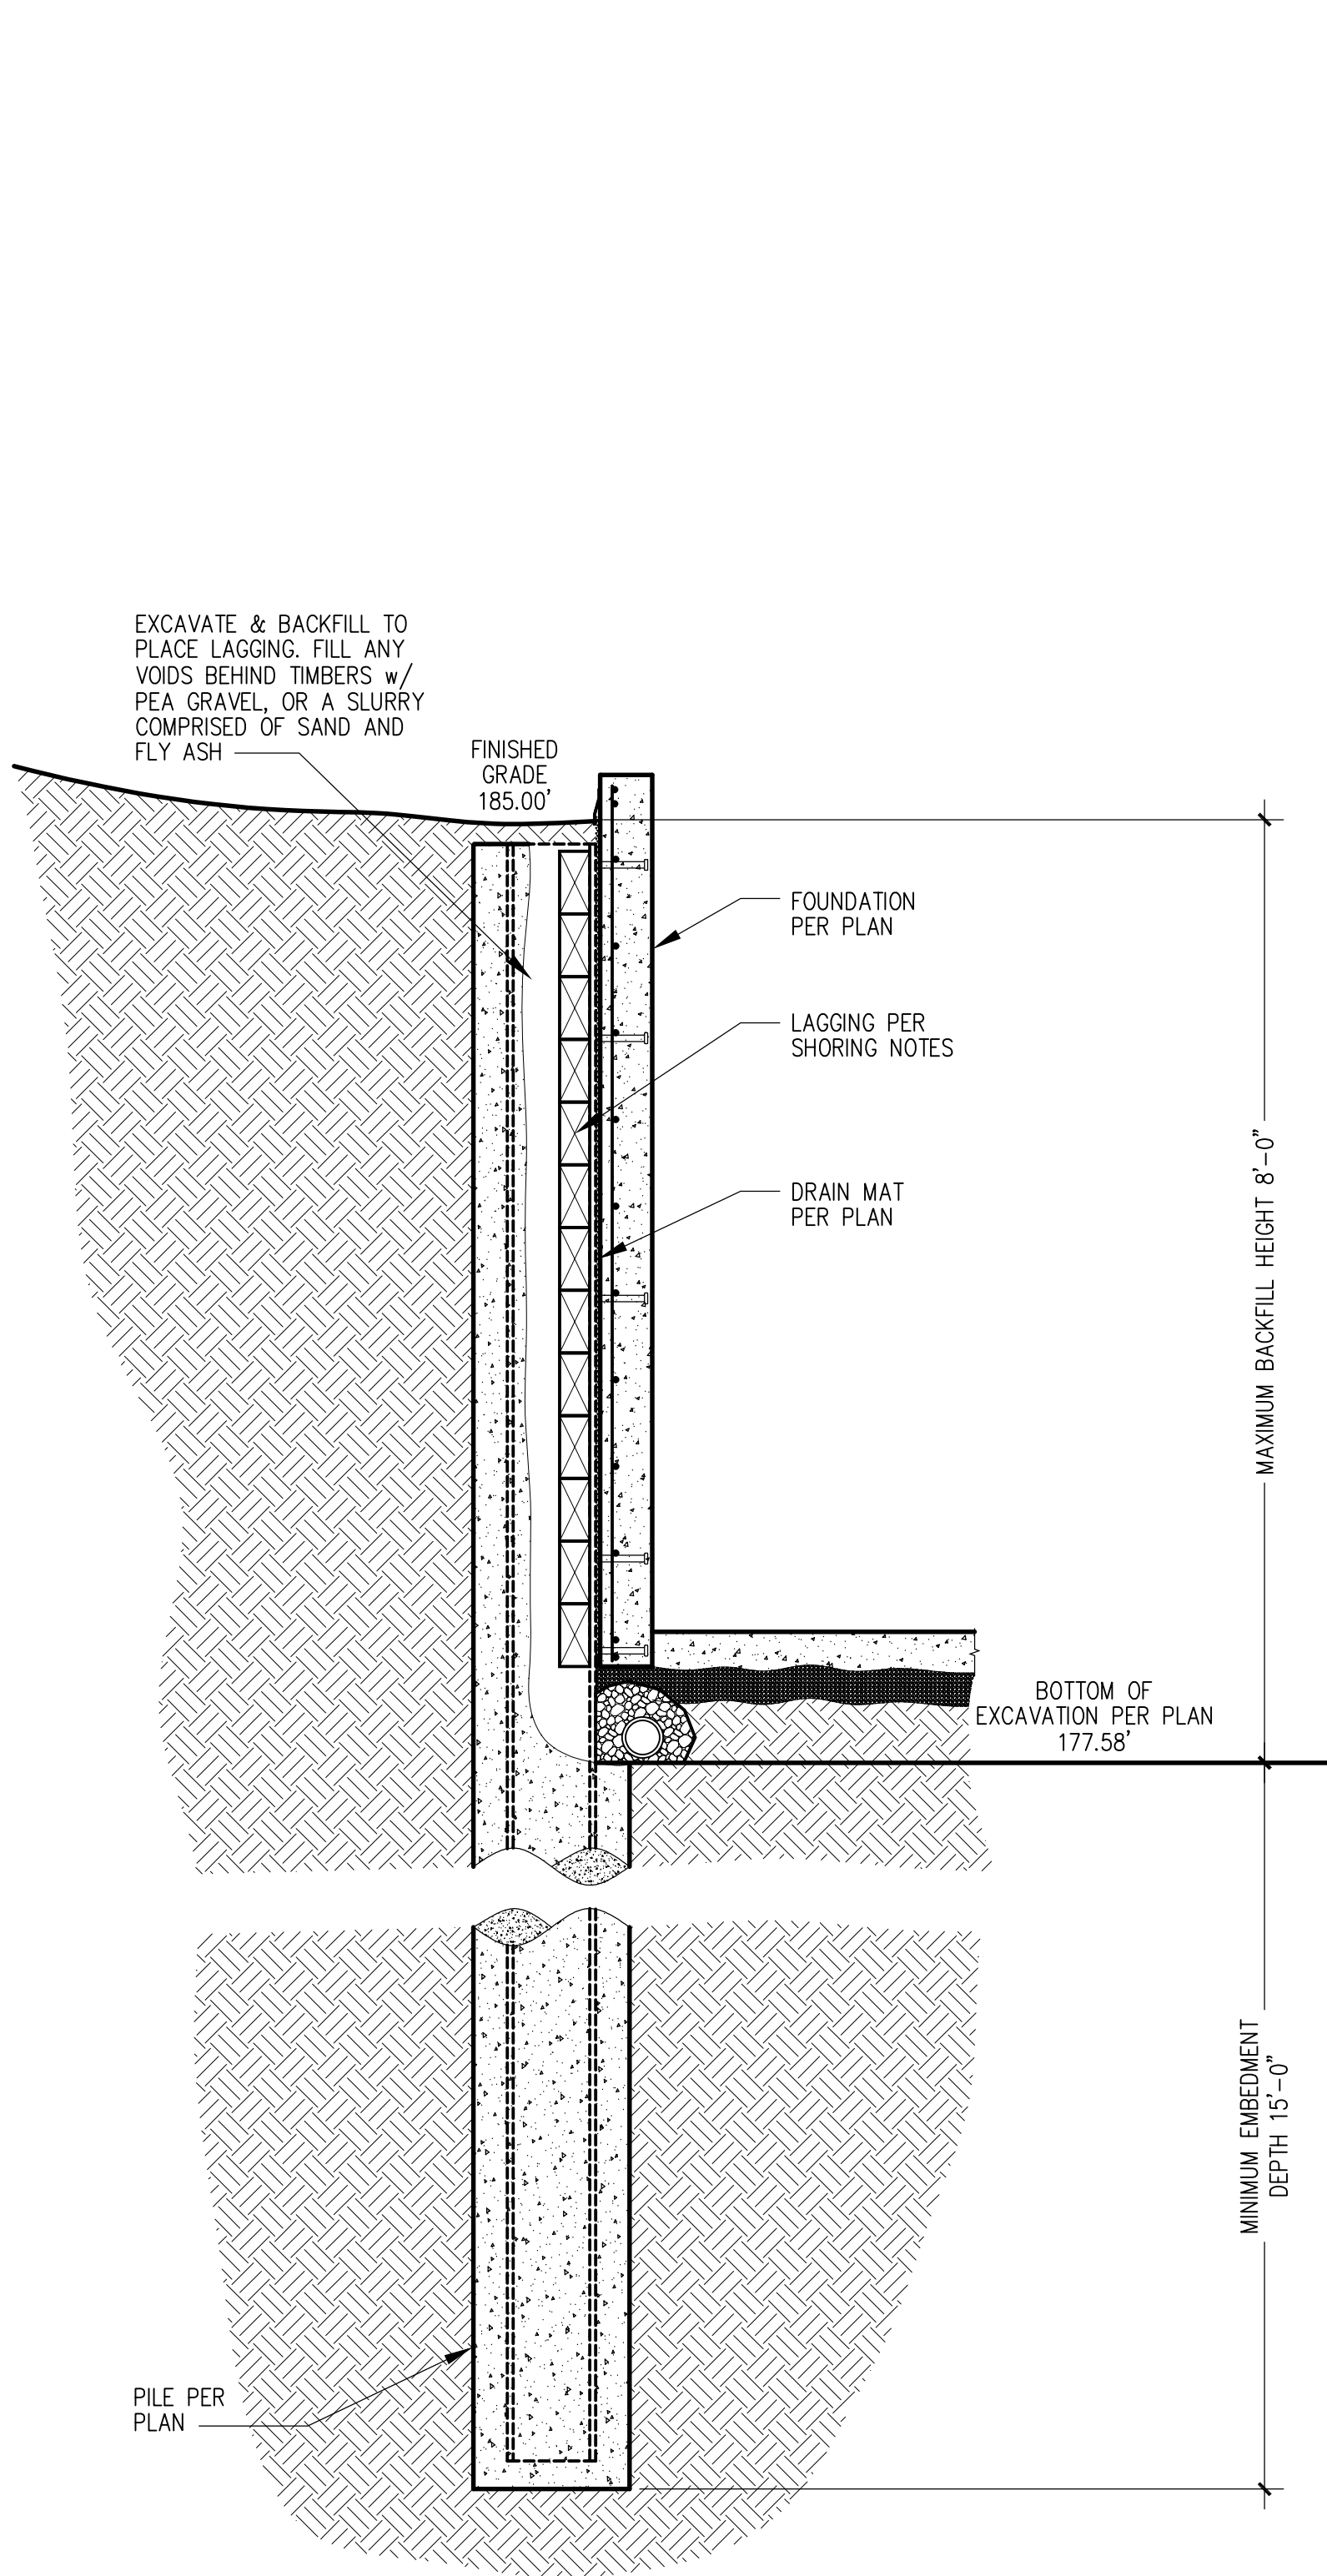 EXCAVATE & BACKFILL TO
PLACE LAGGING. FILL ANY
VOIDS BEHIND TIMBERS w/
PEA GRAVEL, OR A SLURRY
COMPRISED OF SAND AND
FLY ASH
FINISHED
GRADE
185.00'
FOUNDATION
PER PLAN
LAGGING PER
SHORING NOTES
DRAIN MAT
PER PLAN
MAXIMUM BACKFILL HEIGHT 8'-0"
BOTTOM OF
EXCAVATION PER PLAN
177.58'
MINIMUM EMBEDMENT
DEPTH 15'-0"
PILE PER
PLAN